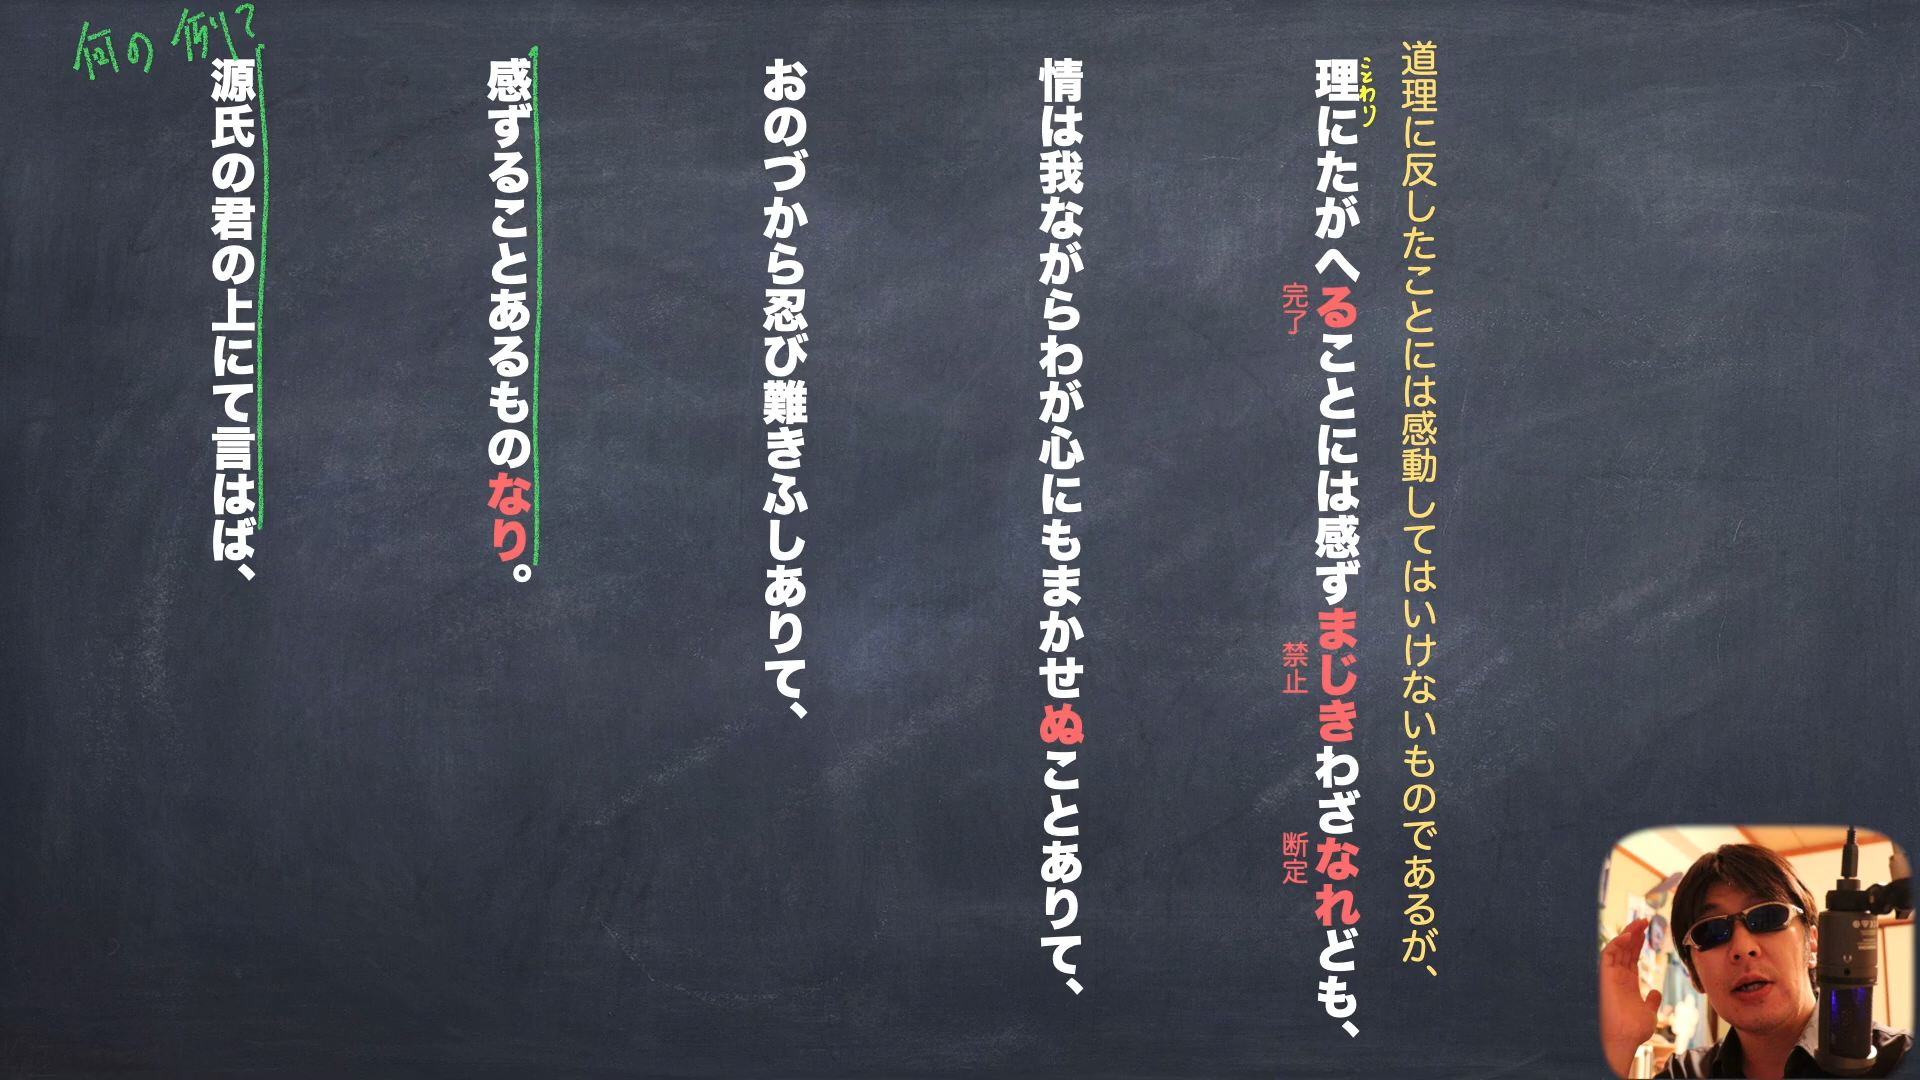 道理に反したことには感動してはいけないものであるが、
ことわり
理にたがへることには感ずまじきわざなれども、
完了
禁止
断定
情は我ながらわが心にもまかせぬことありて、
おのづから忍び難きふしありて、
感ずることあるものなり。
源氏の君の上にて言はば、
何の例?